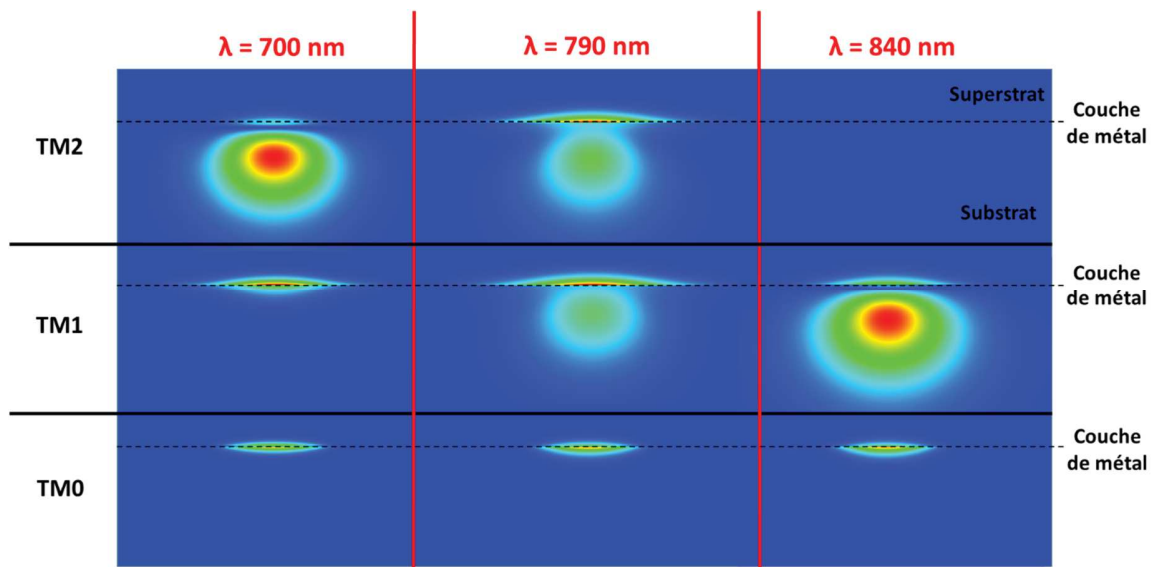 λ = 700 nm
λ = 790 nm
λ = 840 nm
Superstrat
Couche
de métal
TM2
Substrat
Couche
de métal
TM1
Couche
de métal
TM0